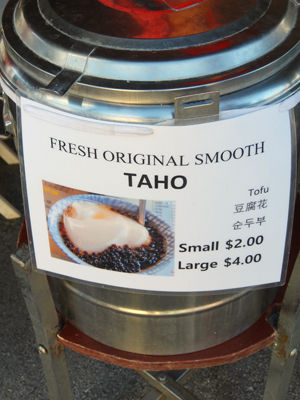 FRESH ORIGINAL SMOOTH
TAHO
Tofu
豆腐花
순두부
Small $2.00
Large $4.00